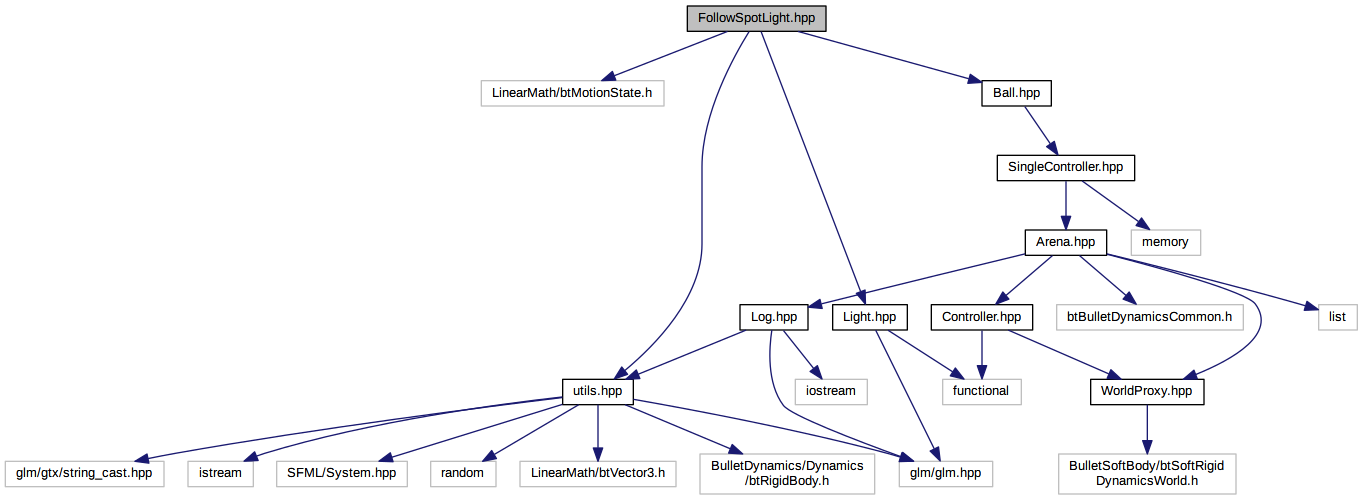 FollowSpotLight.hpp
LinearMath/btMotionState.h
Ball.hpp
SingleController.hpp
Arena.hpp
memory
Log.hpp
Light.hpp
Controller.hpp
btBulletDynamicsCommon.h
list
utils.hpp
iostream
functional
WorldProxy.hpp
glm/gtx/string_cast.hpp
istream
SFML/System.hpp
random
LinearMath/btVector3.h
BulletDynamics/Dynamics
/btRigidBody.h
glm/glm.hpp
BulletSoftBody/btSoftRigid
DynamicsWorld.h